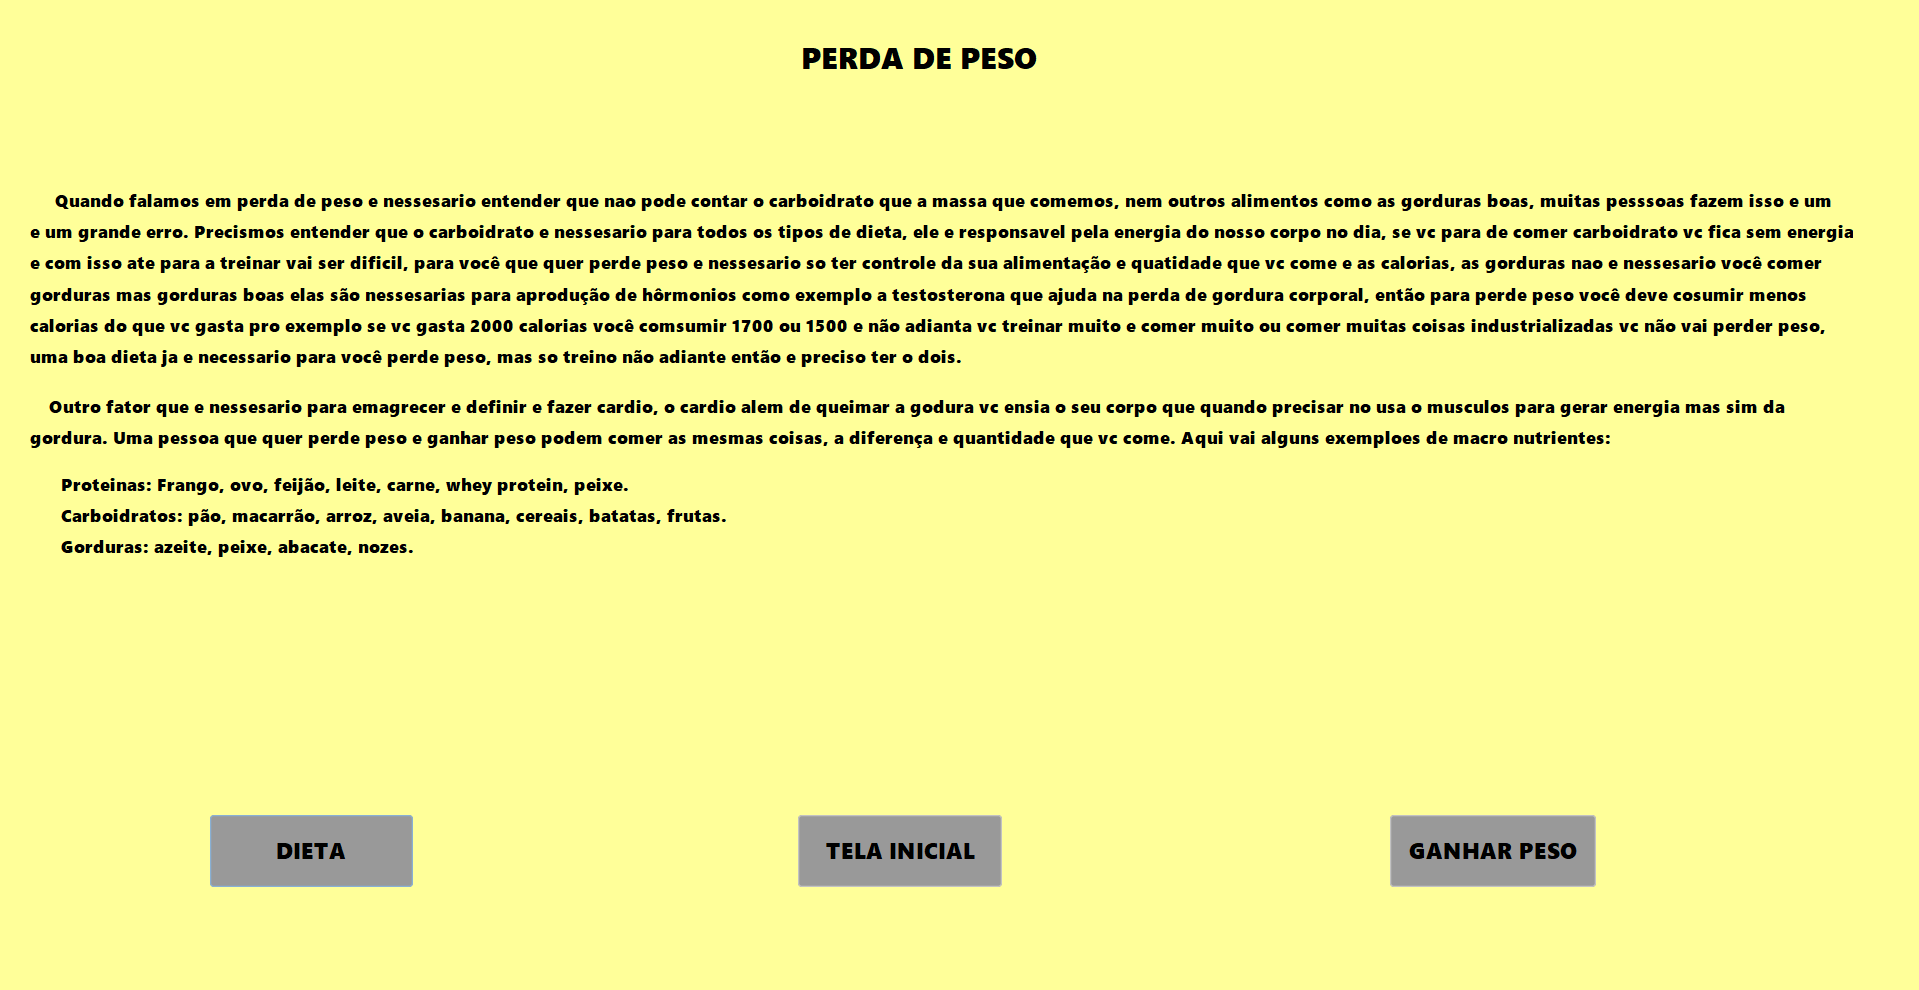 PERDA DE PESO
Quando falamos em perda de peso e nessesario entender que nao pode contar o carboidrato que a massa que comemos, nem outros alimentos como as gorduras boas, muitas pesssoas fazem isso e um
e um grande erro. Precismos entender que o carboidrato e nessesario para todos os tipos de dieta, ele e responsavel pela energia do nosso corpo no dia, se vc para de comer carboidrato vc fica sem energia
e com isso ate para a treinar vai ser dificil, para você que quer perde peso e nessesario so ter controle da sua alimentação e quatidade que vc come e as calorias, as gorduras nao e nessesario você comer
gorduras mas gorduras boas elas são nessesarias para aprodução de hôrmonios como exemplo a testosterona que ajuda na perda de gordura corporal, então para perde peso você deve cosumir menos
calorias do que vc gasta pro exemplo se vc gasta 2000 calorias você comsumir 1700 ou 1500 e não adianta vc treinar muito e comer muito ou comer muitas coisas industrializadas vc não vai perder peso,
uma boa dieta ja e necessario para você perde peso, mas so treino não adiante então e preciso ter o dois.
Outro fator que e nessesario para emagrecer e definir e fazer cardio, o cardio alem de queimar a godura vc ensia o seu corpo que quando precisar no usa o musculos para gerar energia mas sim da
gordura. Uma pessoa que quer perde peso e ganhar peso podem comer as mesmas coisas, a diferença e quantidade que vc come. Aqui vai alguns exemploes de macro nutrientes:
Proteinas: Frango, ovo, feijão, leite, carne, whey protein, peixe.
Carboidratos: pão, macarrão, arroz, aveia, banana, cereais, batatas, frutas.
Gorduras: azeite, peixe, abacate, nozes.
DIETA
TELA INICIAL
GANHAR PESO